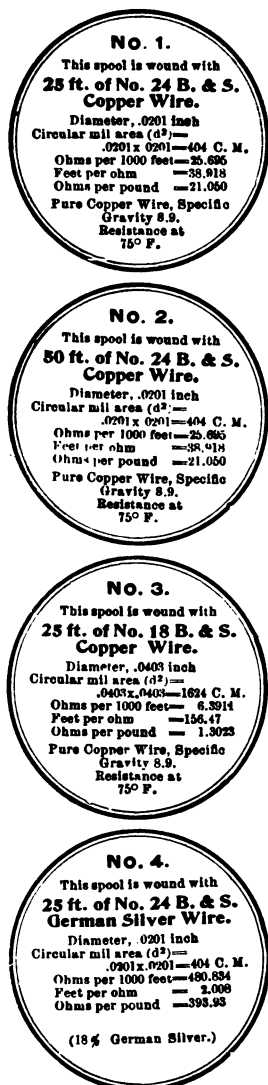 No. 1.
This spool is wound with
25 ft. of No. 24 B. & S.
Copper Wire.
Diameter, .0201 inch
Circular mil area (d²)=
.0201 x 0201=404 C. M.
Ohms per 1000 feet=25.695
Feet per ohm =38.918
Ohms per pound =21.050
Pure Copper Wire, Specific
Gravity 8.9.
Resistance at
75° F.
No. 2.
This spool is wound with
50 ft. of No. 24 B. & S.
Copper Wire.
Diameter, .0201 inch
Circular mil area (d²=
.0201 x 0201=404 C. M.
Ohms per 1000 feet=25.695
Feet per ohm =38.918
Ohms per pound =21.050
Pure Copper Wire, Specific
Gravity 8.9.
Resistance at
75° F.
No. 3.
This spool is wound with
25 ft. of No. 18 B. & S.
Copper Wire.
Diameter, .0403 inch
Circular mil area (d²)=
.0403x.0403=1624 C. M.
Ohms per 1000 feet= 6.3914
Feet per ohm =156.47
Ohms per pound = 1.3023
Pure Copper Wire, Specific
Gravity 8.9.
Resistance at
75° F.
No. 4.
This spool is wound with
25 ft. of No. 24 B. & S.
German Silver Wire.
Diameter, .0201 inch
Circular mil area (d²)=
.0201x.0201=404 C. M.
Ohms per 1000 feet=480.834
Feet per ohm = 2.008
Ohms per pound =393.93
(18% German Silver.)